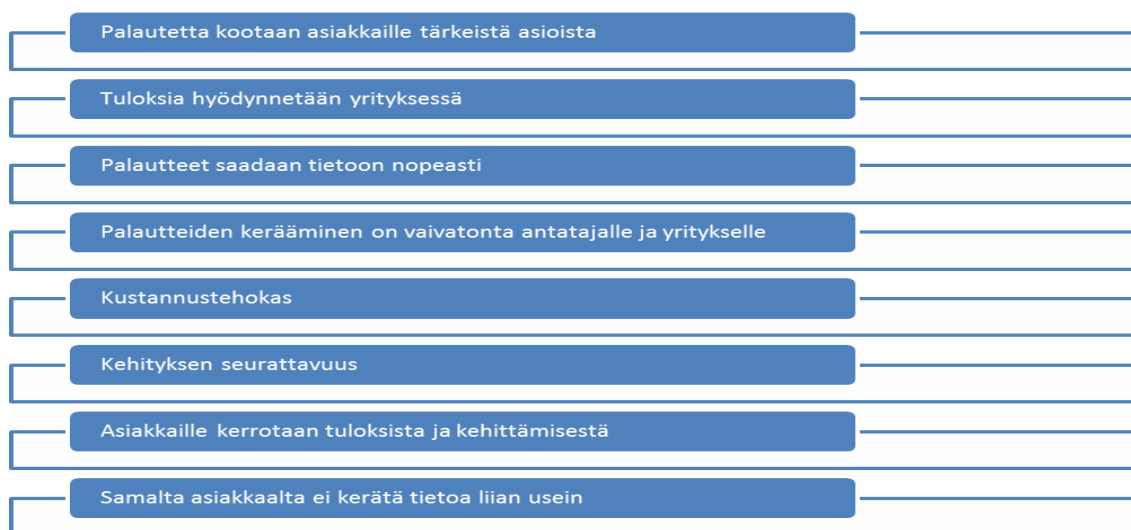 Palautetta kootaan asiakkaille tärkeistä asioista
Tuloksia hyödynnetään yrityksessä
Palautteet saadaan tietoon nopeasti
Palautteiden kerääminen on vaivatonta antatajalle ja yritykselle
Kustannustehokas
Kehityksen seurattavuus
Asiakkaille kerrotaan tuloksista ja kehittämisestä
Samalta asiakkaalta ei kerätä tietoa liian usein